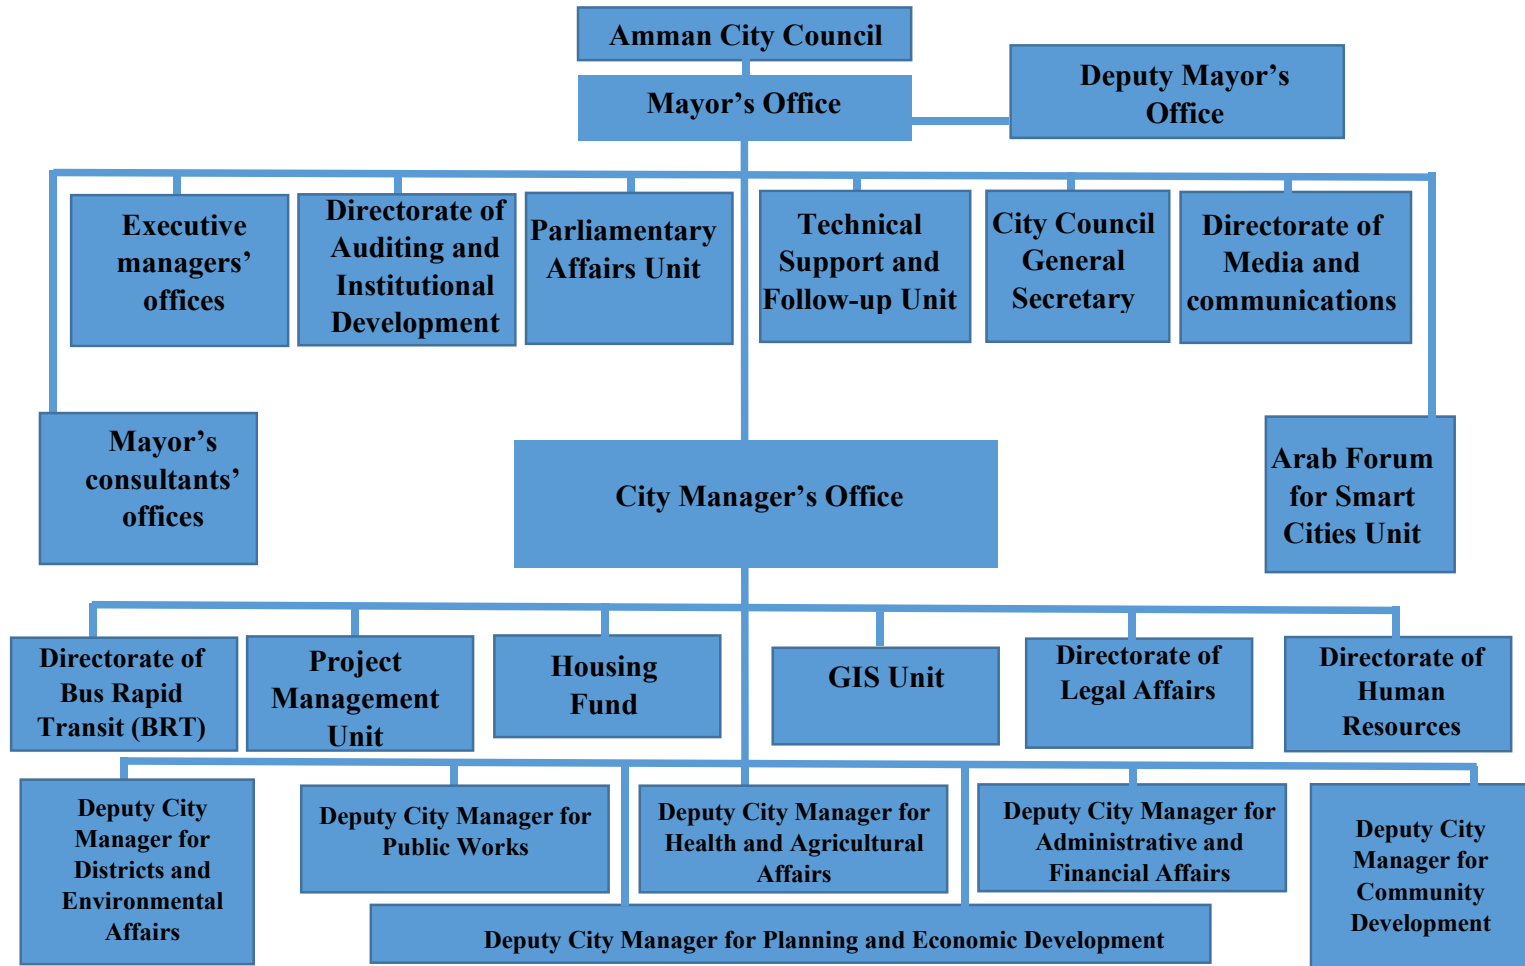 Amman City Council
Mayor's Office
Deputy Mayor's
Office
Executive
managers'
offices
Directorate of
Auditing and
Institutional
Development
Parliamentary
Affairs Unit
Technical
Support and
Follow-up Unit
City Council
General
Secretary
Directorate of
Media and
communications
Mayor's
consultants'
offices
City Manager's Office
Arab Forum
for Smart
Cities Unit
Directorate of
Bus Rapid
Transit (BRT)
Project
Management
Unit
Housing
Fund
GIS Unit
Directorate of
Legal Affairs
Directorate of
Human
Resources
Deputy City
Manager for
Districts and
Environmental
Affairs
Deputy City Manager for
Public Works
Deputy City Manager for
Health and Agricultural
Affairs
Deputy City Manager for
Administrative and
Financial Affairs
Deputy City
Manager for
Community
Development
Deputy City Manager for Planning and Economic Development